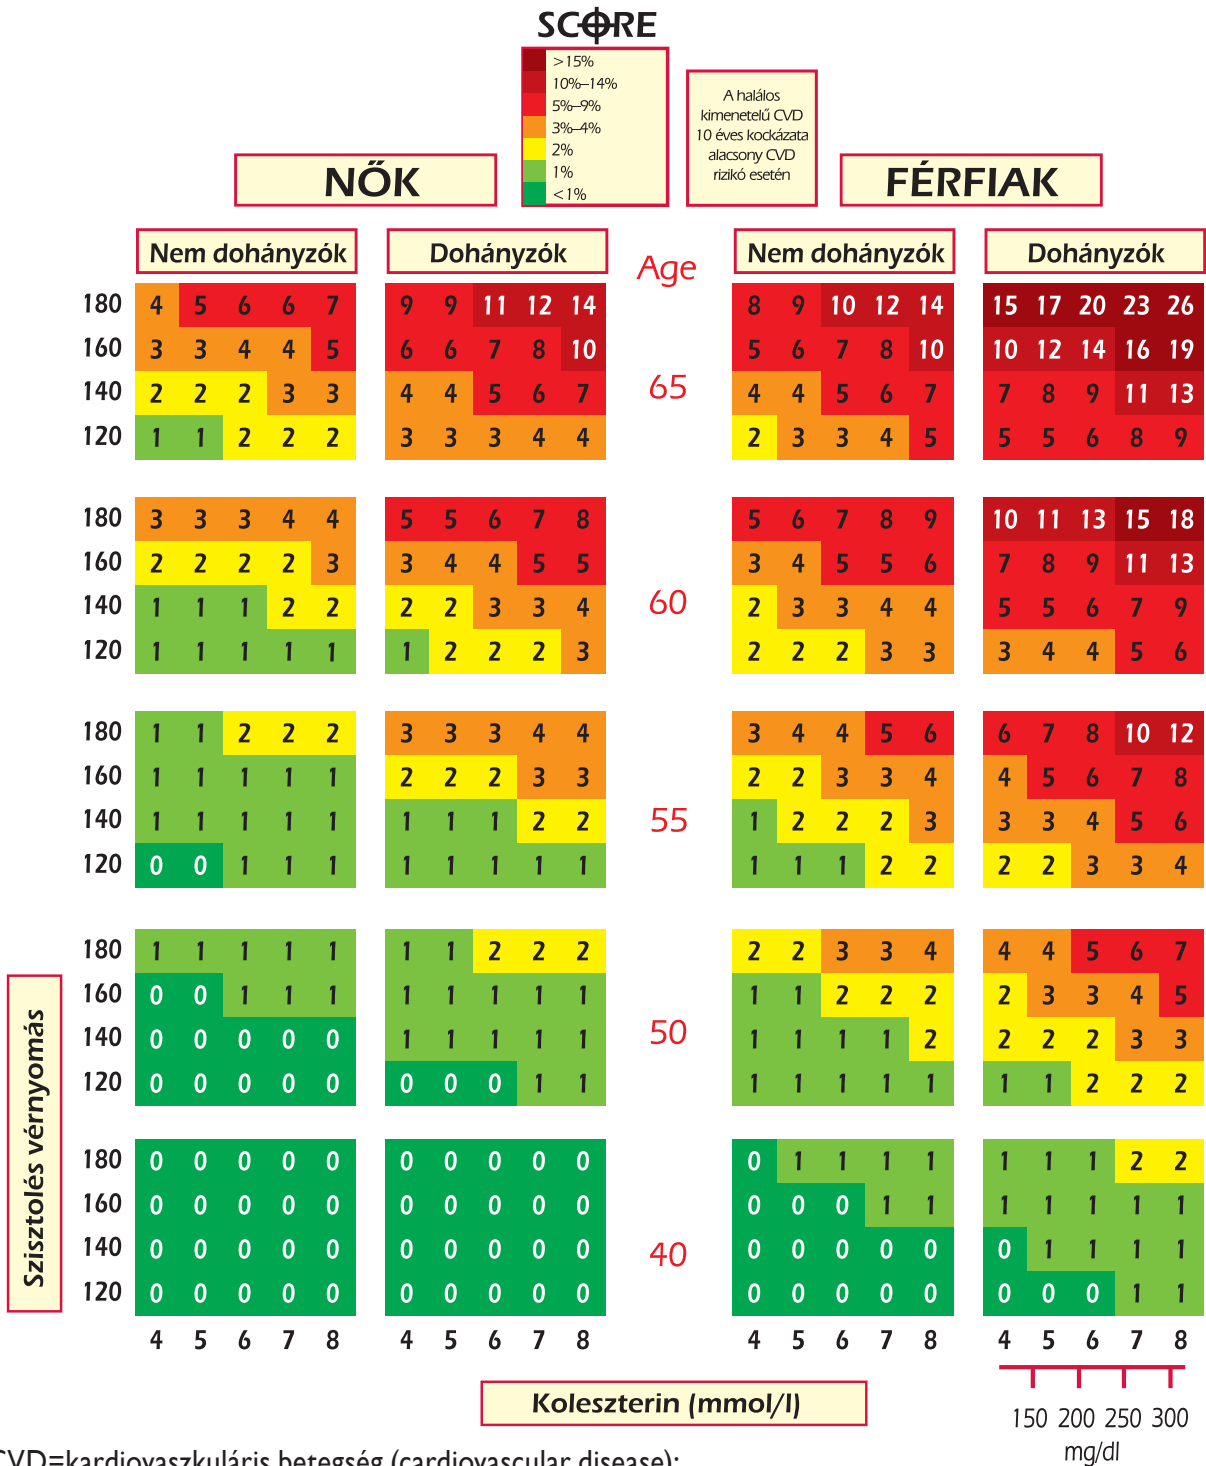 SCORE
>15%
10%–14%
5%–9%
3%–4%
2%
1%
<1%
A halálos
kimenetelű CVD
10 éves kockázata
alacsony CVD
rizikó esetén
NŐK
FÉRFIAK
Nem dohányzók Dohányzók Age Nem dohányzók Dohányzók
180 4 5 6 6 7 9 9 11 12 14 8 9 10 12 14 15 17 20 23 26
160 3 3 4 4 5 6 6 7 8 10 5 6 7 8 10 10 12 14 16 19
65
140 2 2 2 3 3 4 4 5 6 7 4 4 5 6 7 7 8 9 11 13
120 1 1 2 2 2 3 3 3 4 4 2 3 3 4 5 5 5 6 8 9
180 3 3 3 4 4 5 5 6 7 8 5 6 7 8 9 10 11 13 15 18
160 2 2 2 2 3 3 4 4 5 5 3 4 5 5 6 7 8 9 11 13
60
140 1 1 1 2 2 2 2 3 3 4 2 3 3 4 4 5 5 6 7 9
120 1 1 1 1 1 1 2 2 2 3 2 2 2 3 3 3 4 4 5 6
180 1 1 2 2 2 3 3 3 4 4 3 4 4 5 6 6 7 8 10 12
160 1 1 1 1 1 2 2 2 3 3 2 2 3 3 4 4 5 6 7 8
55
140 1 1 1 1 1 1 1 1 2 2 1 2 2 2 3 3 3 4 5 6
120 0 0 1 1 1 1 1 1 1 1 1 1 1 2 2 2 2 3 3 4
180 1 1 1 1 1 1 1 2 2 2 2 2 3 3 4 4 4 5 6 7
160 0 0 1 1 1 1 1 1 1 1 1 1 2 2 2 2 3 3 4 5
50
140 0 0 0 0 0 1 1 1 1 1 1 1 1 1 2 2 2 2 3 3
120 0 0 0 0 0 0 0 0 1 1 1 1 1 1 1 1 1 2 2 2
180 0 0 0 0 0 0 0 0 0 0 0 1 1 1 1 1 1 1 2 2
160 0 0 0 0 0 0 0 0 0 0 0 0 0 1 1 1 1 1 1 1
40
140 0 0 0 0 0 0 0 0 0 0 0 0 0 0 0 0 1 1 1 1
120 0 0 0 0 0 0 0 0 0 0 0 0 0 0 0 0 0 0 1 1
4 5 6 7 8 4 5 6 7 8 4 5 6 7 8 4 5 6 7 8
Szisztolés vérnyomás
Koleszterin (mmol/l)
150 200 250 300
mg/dl
CVD=kardiovaszkuláris betegség (cardiovascular disease);